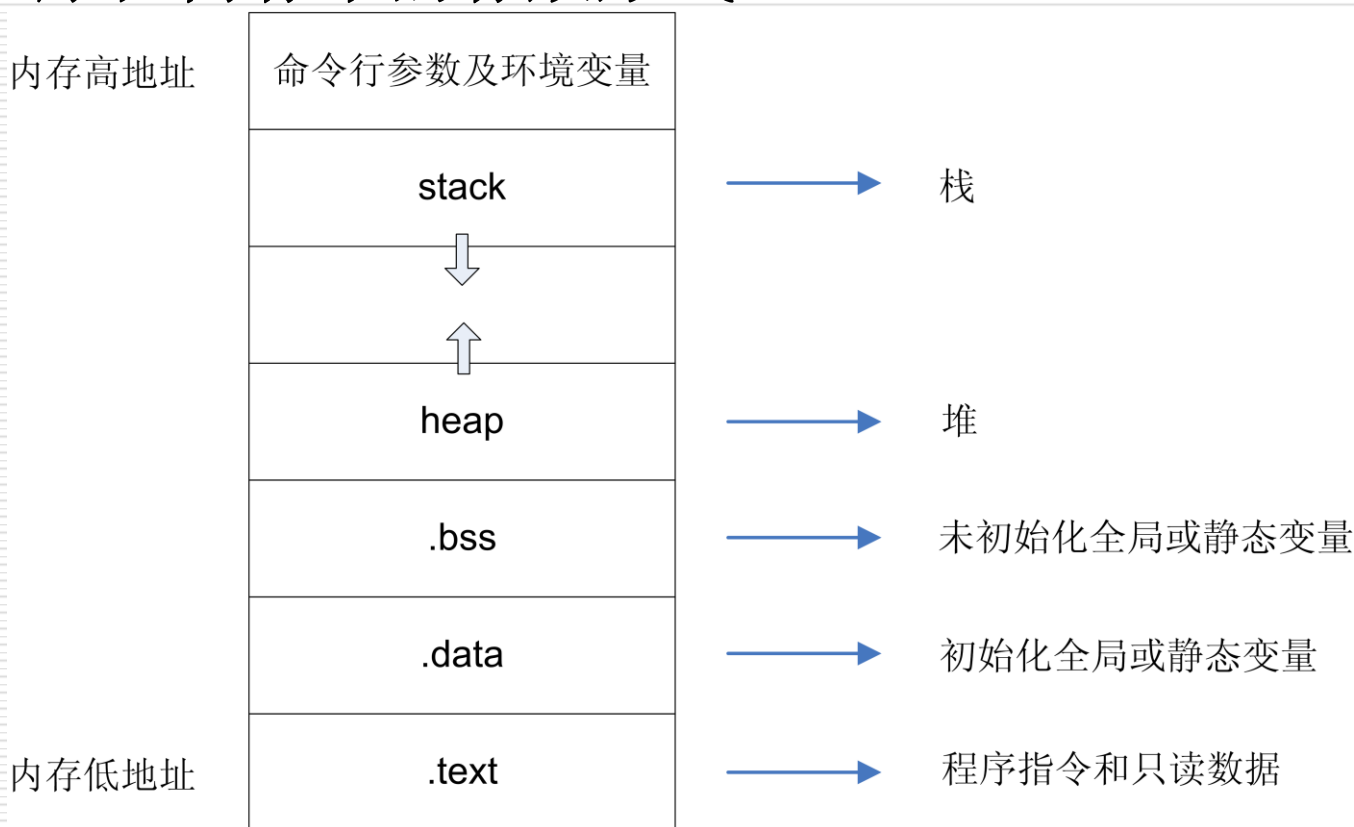 内存高地址
命令行参数及环境变量
stack
栈
heap
堆
.bss
未初始化全局或静态变量
.data
初始化全局或静态变量
内存低地址
.text
程序指令和只读数据